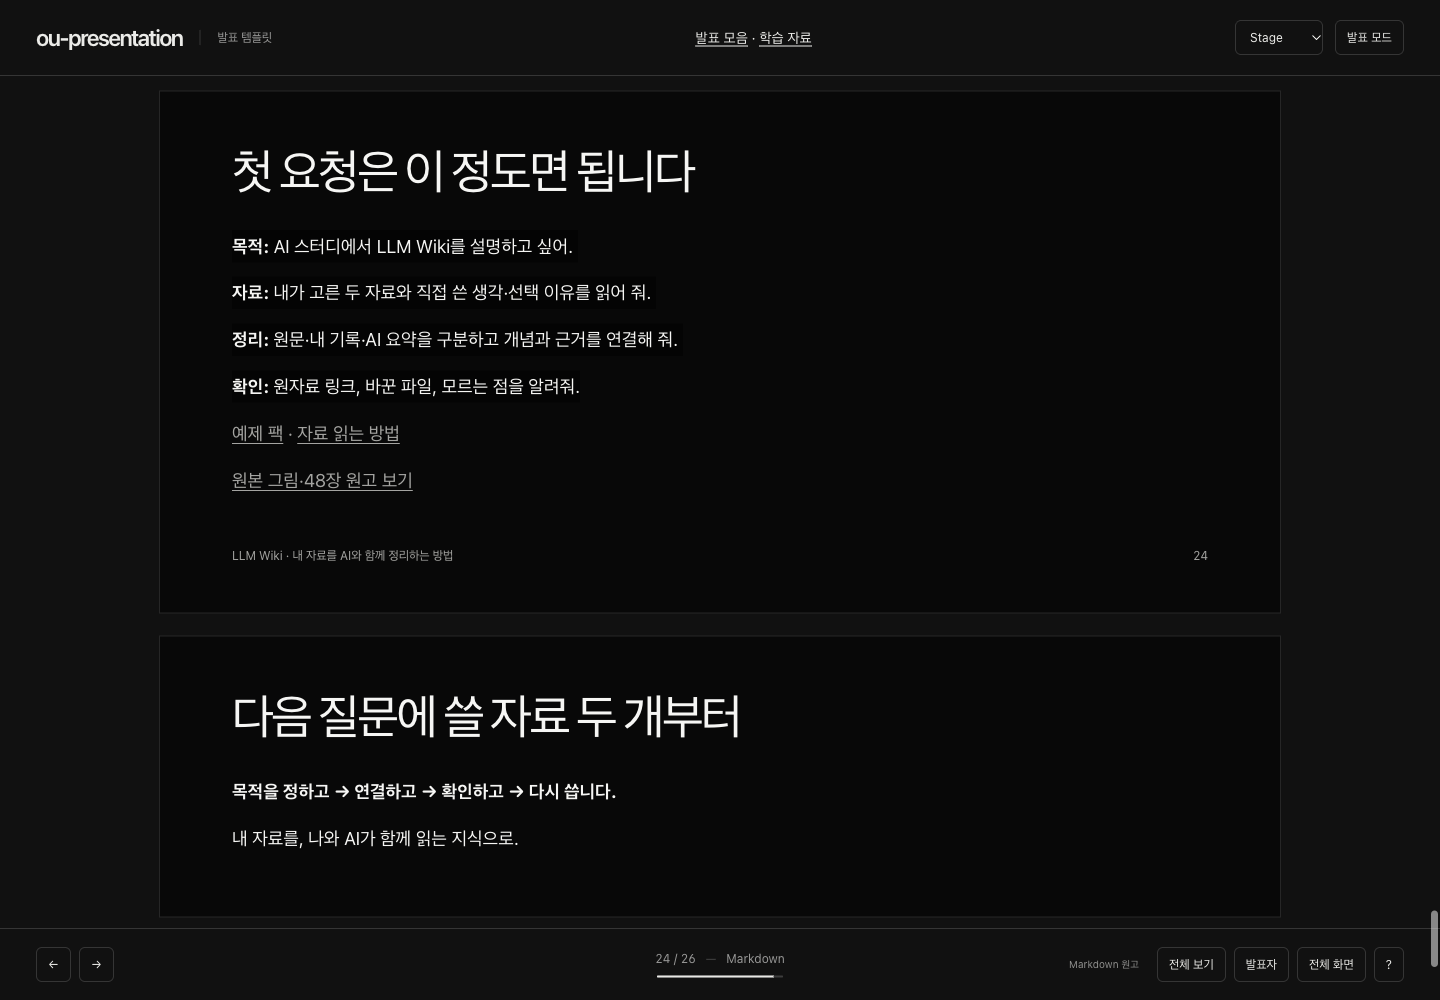 ou-presentation
발표 템플릿
발표 모음 · 학습 자료
Stage
발표 모드
첫 요청은 이 정도면 됩니다
목적: AI 스터디에서 LLM Wiki를 설명하고 싶어.
자료: 내가 고른 두 자료와 직접 쓴 생각·선택 이유를 읽어 줘.
정리: 원문·내 기록·AI 요약을 구분하고 개념과 근거를 연결해 줘.
확인: 원자료 링크, 바꾼 파일, 모르는 점을 알려줘.
예제 팩 · 자료 읽는 방법
원본 그림·48장 원고 보기
LLM Wiki · 내 자료를 AI와 함께 정리하는 방법
24
다음 질문에 쓸 자료 두 개부터
목적을 정하고 → 연결하고 → 확인하고 → 다시 씁니다.
내 자료를, 나와 AI가 함께 읽는 지식으로.
← →
24 / 26 — Markdown
Markdown 원고
전체 보기
발표자
전체 화면
?